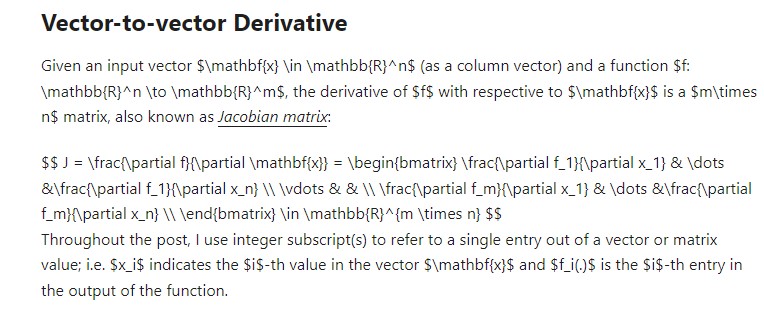 Vector-to-vector Derivative
Given an input vector $\mathbf{x} \in \mathbb{R}^n$ (as a column vector) and a function $f:
\mathbb{R}^n \to \mathbb{R}^m$, the derivative of $f$ with respective to $\mathbf{x}$ is a $m\times
n$ matrix, also known as Jacobian matrix:
$$ J = \frac{\partial f}{\partial \mathbf{x}} = \begin{bmatrix} \frac{\partial f_1}{\partial x_1} & \dots
&\frac{\partial f_1}{\partial x_n} \\ \vdots & & \\ \frac{\partial f_m}{\partial x_1} & \dots &\frac{\partial
f_m}{\partial x_n} \\ \end{bmatrix} \in \mathbb{R}^{m \times n} $$
Throughout the post, I use integer subscript(s) to refer to a single entry out of a vector or matrix
value; i.e. $x_i$ indicates the $i$-th value in the vector $\mathbf{x}$ and $f_i(.)$ is the $i$-th entry in
the output of the function.